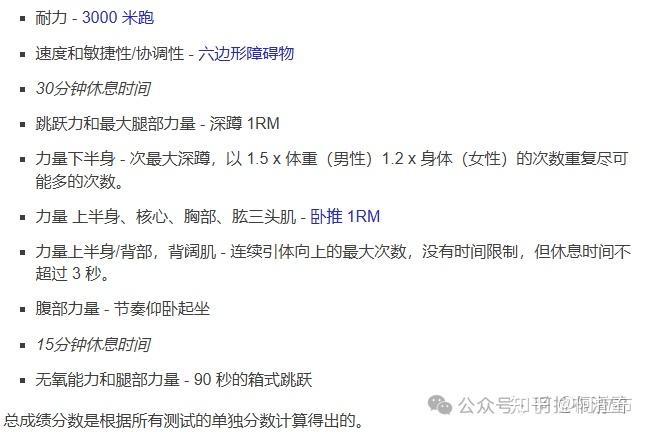 耐力 - 3000 米跑
速度和敏捷性/协调性 - 六边形障碍物
30分钟休息时间
跳跃力和最大腿部力量 - 深蹲 1RM
力量下半身 - 次最大深蹲，以 1.5 x 体重（男性）1.2 x 身体（女性）的次数重复尽可
能多的次数。
力量 上半身、核心、胸部、肱三头肌 - 卧推 1RM
力量上半身/背部，背阔肌 - 连续引体向上的最大次数，没有时间限制，但休息时间不
超过 3 秒。
腹部力量 - 节奏仰卧起坐
15分钟休息时间
无氧能力和腿部力量 - 90 秒的箱式跳跃
公众号
总成绩分数是根据所有测试的单独分数计算得出的。